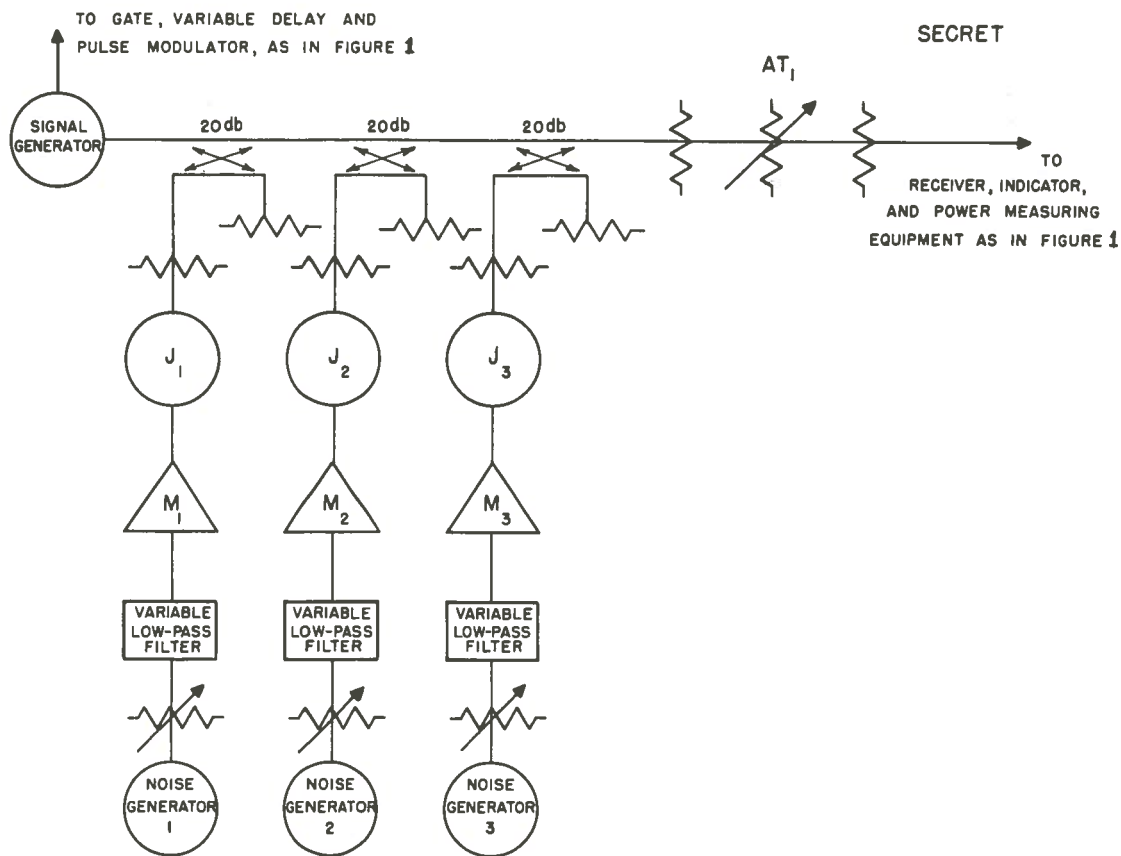 TO GATE, VARIABLE DELAY AND
PULSE MODULATOR, AS IN FIGURE 1
SECRET
AT1
SIGNAL
GENERATOR
20db
20db
20db
TO
RECEIVER, INDICATOR,
AND POWER MEASURING
EQUIPMENT AS IN FIGURE 1
J1
J2
J3
M1
M2
M3
VARIABLE
LOW-PASS
FILTER
VARIABLE
LOW-PASS
FILTER
VARIABLE
LOW-PASS
FILTER
NOISE
GENERATOR
1
NOISE
GENERATOR
2
NOISE
GENERATOR
3